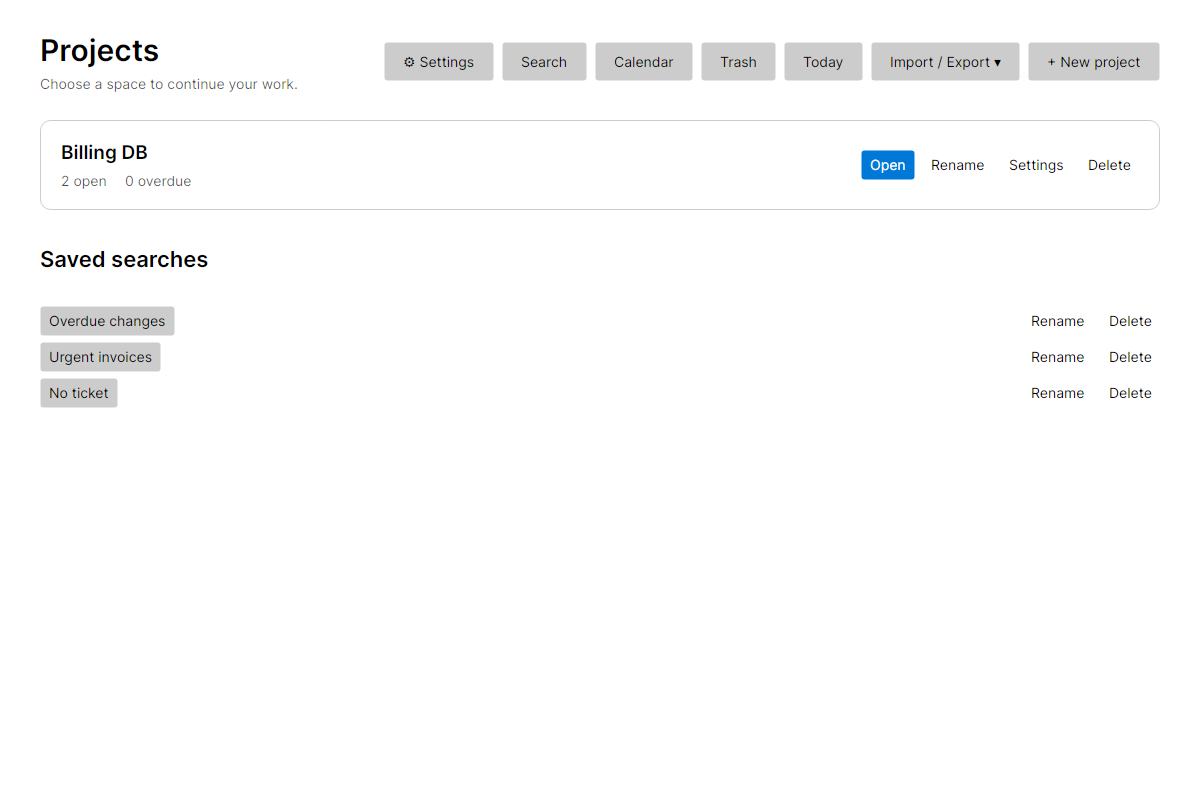 Projects
Choose a space to continue your work.
⚙ Settings
Search
Calendar
Trash
Today
Import / Export ▾
+ New project
Billing DB
2 open 0 overdue
Open
Rename
Settings
Delete
Saved searches
Overdue changes Rename Delete
Urgent invoices Rename Delete
No ticket Rename Delete